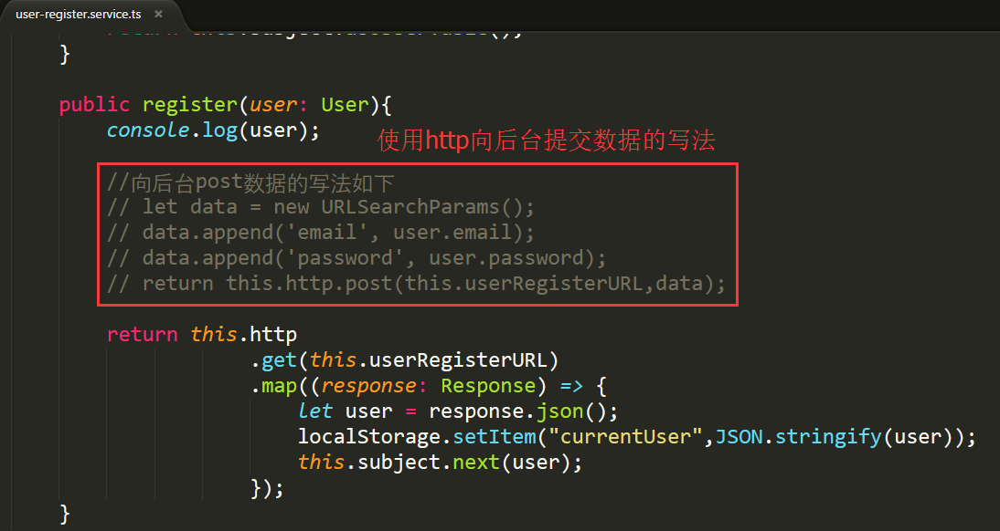 user-register.service.ts ×
}
public register(user: User){
console.log(user);
使用http向后台提交数据的写法
//向后台post数据的写法如下
// let data = new URLSearchParams();
// data.append('email', user.email);
// data.append('password', user.password);
// return this.http.post(this.userRegisterURL,data);
return this.http
.get(this.userRegisterURL)
.map((response: Response) => {
let user = response.json();
localStorage.setItem("currentUser",JSON.stringify(user));
this.subject.next(user);
});
}